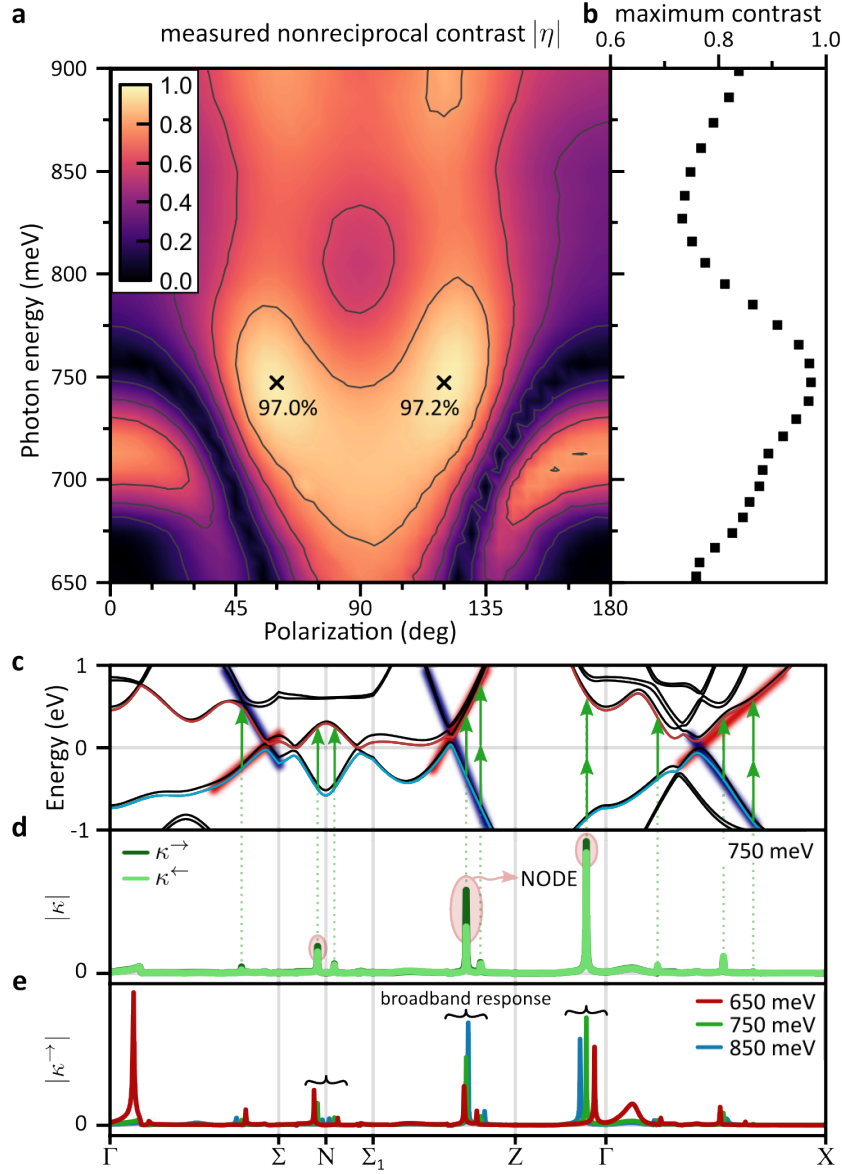 a
measured nonreciprocal contrast |η|
b
maximum contrast
0.6 0.8 1.0
1.0
0.8
0.6
0.4
0.2
0.0
900
850
800
750
700
650
Photon energy (meV)
97.0%
97.2%
0 45 90 135 180
Polarization (deg)
c
1
0
-1
Energy (eV)
d
κ→
κ←
NODE
750 meV
|κ|
0
e
broadband response
650 meV
750 meV
850 meV
|κ→|
0
Γ Σ N Σ₁ Z Γ X